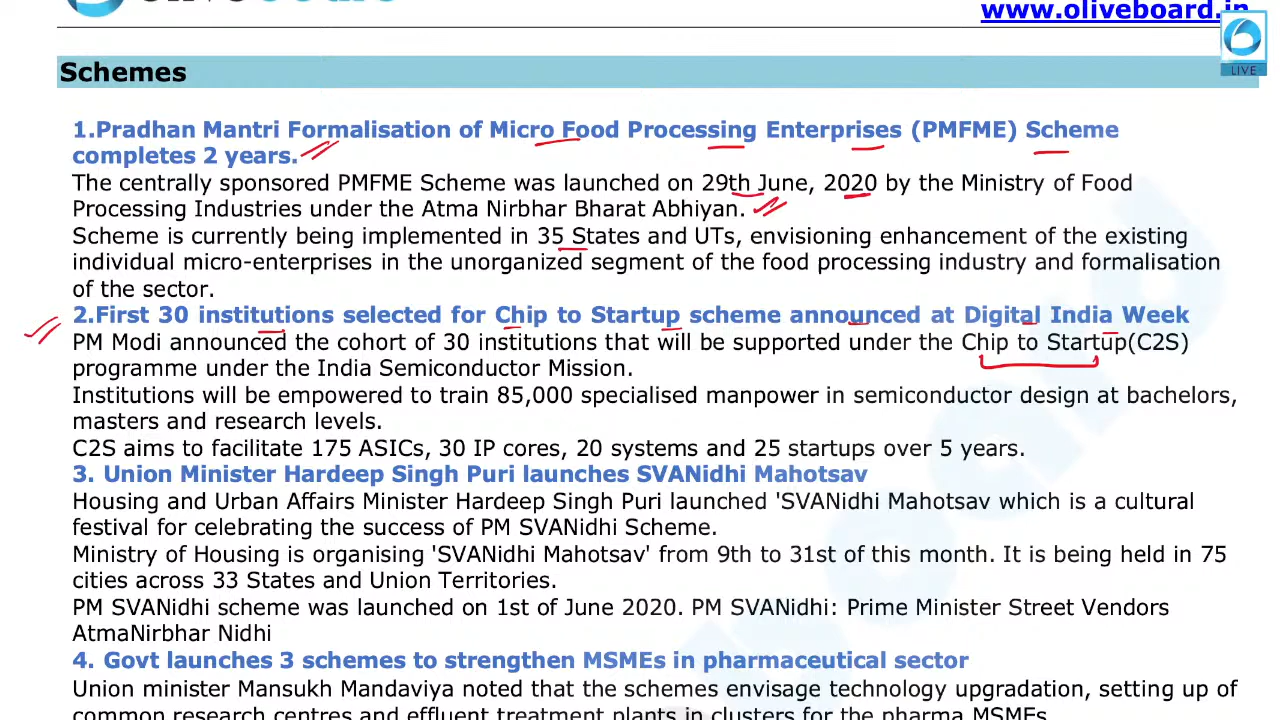 www.oliveboard.in
LIVE
Schemes
1.Pradhan Mantri Formalisation of Micro Food Processing Enterprises (PMFME) Scheme
completes 2 years.
The centrally sponsored PMFME Scheme was launched on 29th June, 2020 by the Ministry of Food
Processing Industries under the Atma Nirbhar Bharat Abhiyan.
Scheme is currently being implemented in 35 States and UTs, envisioning enhancement of the existing
individual micro-enterprises in the unorganized segment of the food processing industry and formalisation
of the sector.
2.First 30 institutions selected for Chip to Startup scheme announced at Digital India Week
PM Modi announced the cohort of 30 institutions that will be supported under the Chip to Startup(C2S)
programme under the India Semiconductor Mission.
Institutions will be empowered to train 85,000 specialised manpower in semiconductor design at bachelors,
masters and research levels.
C2S aims to facilitate 175 ASICs, 30 IP cores, 20 systems and 25 startups over 5 years.
3. Union Minister Hardeep Singh Puri launches SVANidhi Mahotsav
Housing and Urban Affairs Minister Hardeep Singh Puri launched 'SVANidhi Mahotsav which is a cultural
festival for celebrating the success of PM SVANidhi Scheme.
Ministry of Housing is organising 'SVANidhi Mahotsav' from 9th to 31st of this month. It is being held in 75
cities across 33 States and Union Territories.
PM SVANidhi scheme was launched on 1st of June 2020. PM SVANidhi: Prime Minister Street Vendors
AtmaNirbhar Nidhi
4. Govt launches 3 schemes to strengthen MSMEs in pharmaceutical sector
Union minister Mansukh Mandaviya noted that the schemes envisage technology upgradation, setting up of
common research centres and effluent treatment plants in clusters for the pharma MSMEs